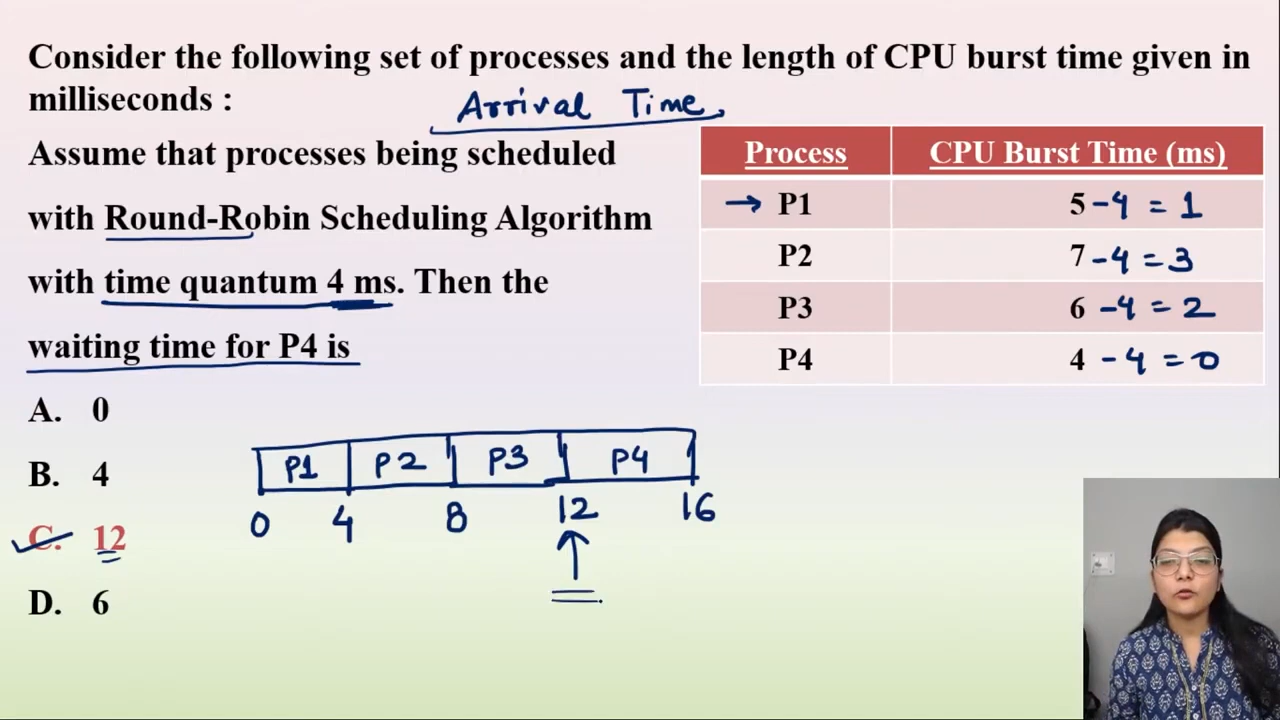 Consider the following set of processes and the length of CPU burst time given in
milliseconds :
Arrival Time
Assume that processes being scheduled
with Round-Robin Scheduling Algorithm
with time quantum 4 ms. Then the
waiting time for P4 is
Process CPU Burst Time (ms)
→ P1 5 - 4 = 1
P2 7 - 4 = 3
P3 6 - 4 = 2
P4 4 - 4 = 0
A. 0
B. 4
C. 12
D. 6
P1 P2 P3 P4
0 4 8 12 16